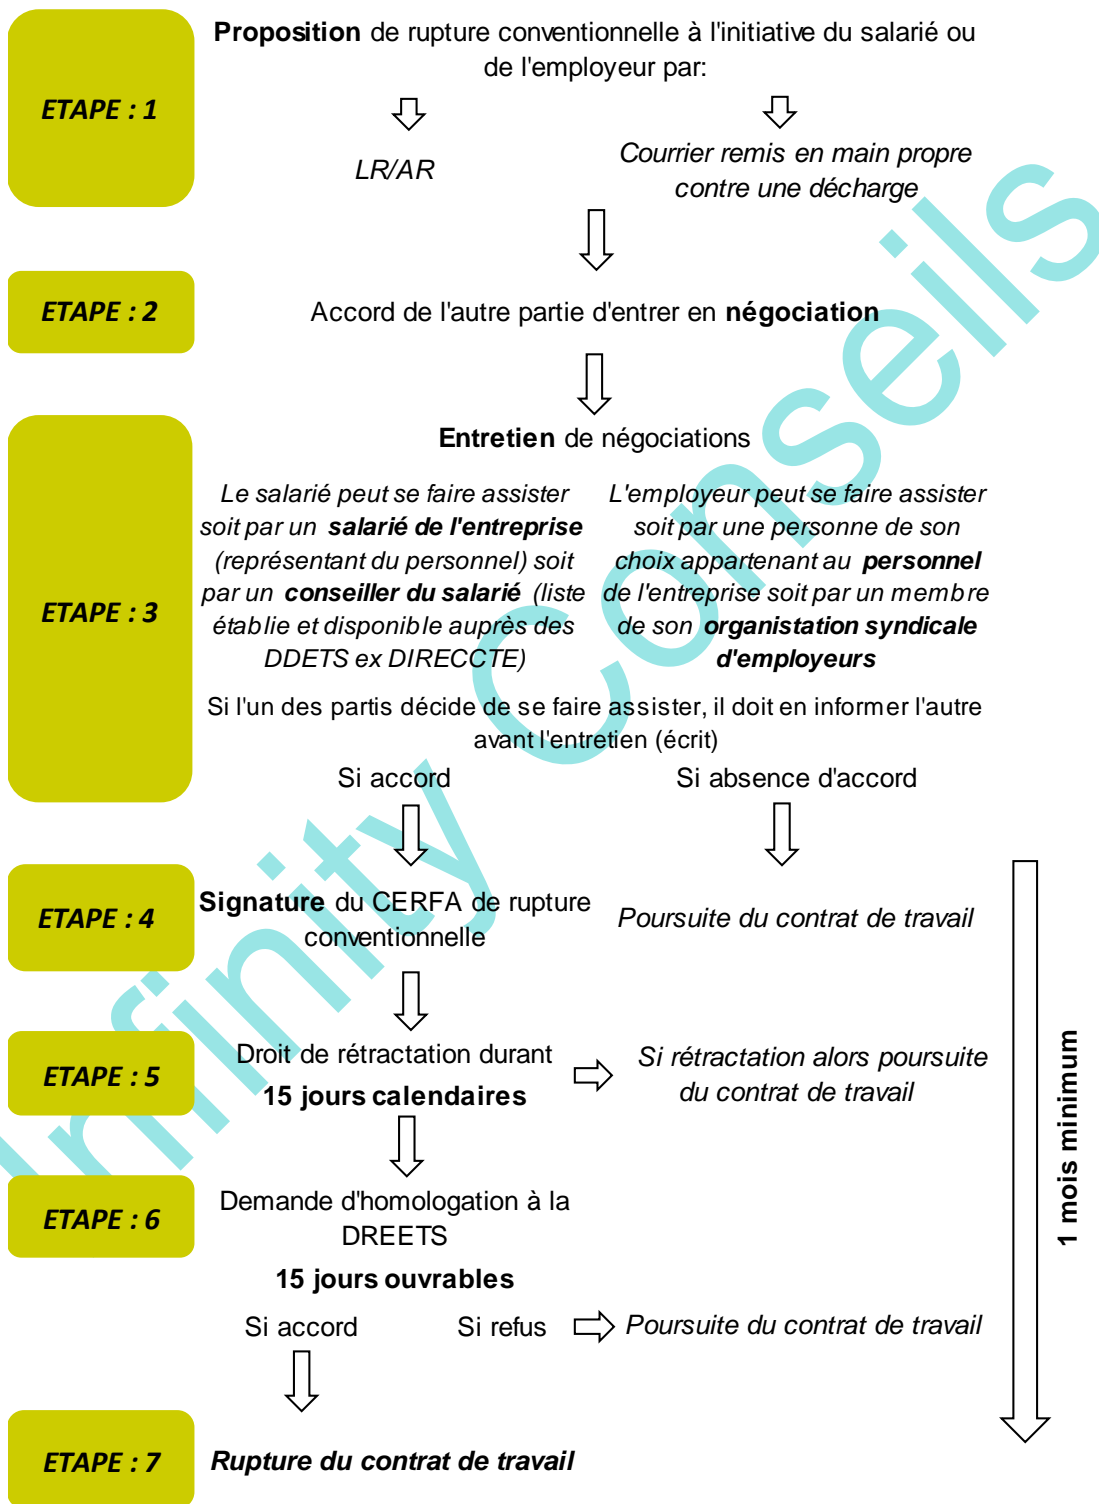 ETAPE : 1
Proposition de rupture conventionnelle à l'initiative du salarié ou
de l'employeur par:
LR/AR
Courrier remis en main propre
contre une décharge
ETAPE : 2
Accord de l'autre partie d'entrer en négociation
ETAPE : 3
Entretien de négociations
Le salarié peut se faire assister
soit par un salarié de l'entreprise
(représentant du personnel) soit
par un conseiller du salarié (liste
établie et disponible auprès des
DDETS ex DIRECCTE)
L'employeur peut se faire assister
soit par une personne de son
choix appartenant au personnel
de l'entreprise soit par un membre
de son organistation syndicale
d'employeurs
Si l'un des partis décide de se faire assister, il doit en informer l'autre
avant l'entretien (écrit)
Si accord
Si absence d'accord
ETAPE : 4
Signature du CERFA de rupture
conventionnelle
Poursuite du contrat de travail
ETAPE : 5
Droit de rétractation durant
15 jours calendaires
Si rétractation alors poursuite
du contrat de travail
ETAPE : 6
Demande d'homologation à la
DREETS
15 jours ouvrables
Si accord
Si refus
Poursuite du contrat de travail
ETAPE : 7
Rupture du contrat de travail
1 mois minimum
Infinity Conseils